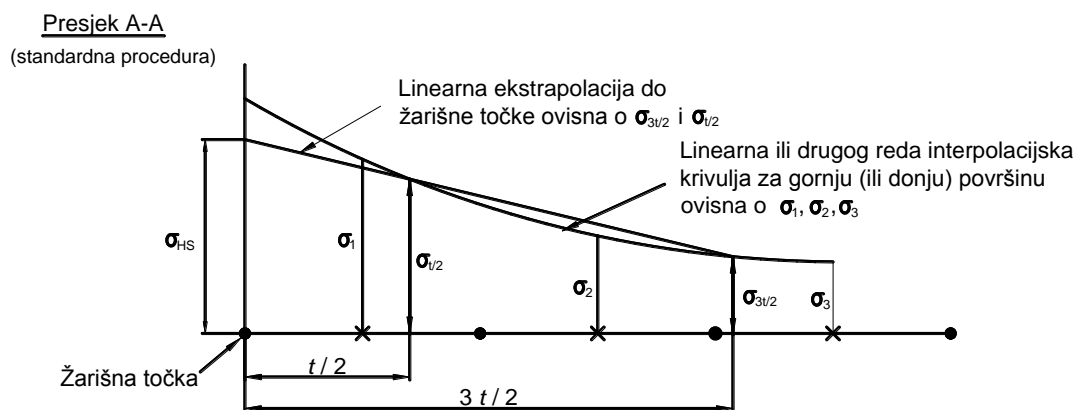 Presjek A-A
(standardna procedura)
Linearna ekstrapolacija do
žarišne točke ovisna o σ3t/2 i σt/2
Linearna ili drugog reda interpolacijska
krivulja za gornju (ili donju) površinu
ovisna o σ1, σ2, σ3
σHS
σ1
σt/2
σ2
σ3t/2
σ3
Žarišna točka
t / 2
3 t / 2